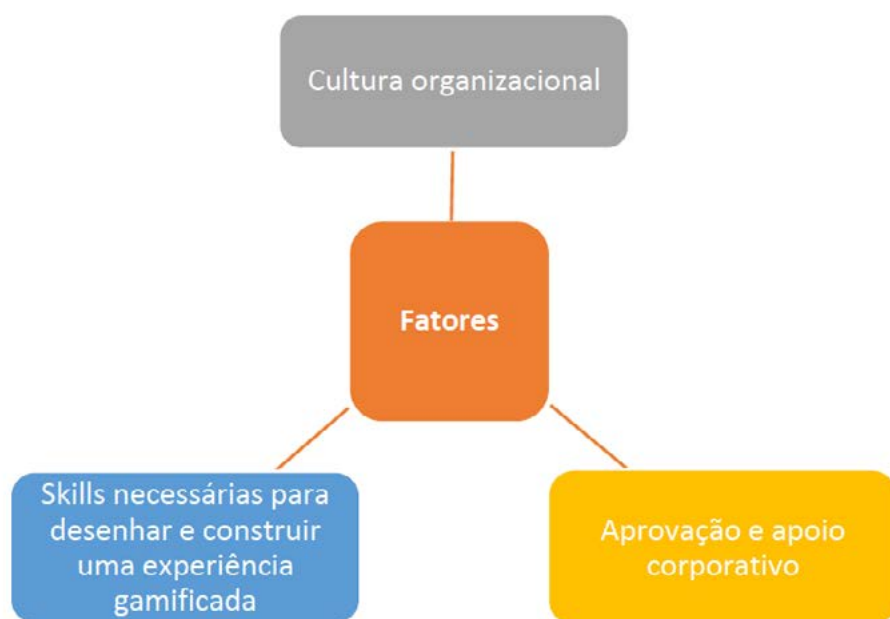 Cultura organizacional
Fatores
Skills necessárias para
desenhar e construir
uma experiência
gamificada
Aprovação e apoio
corporativo